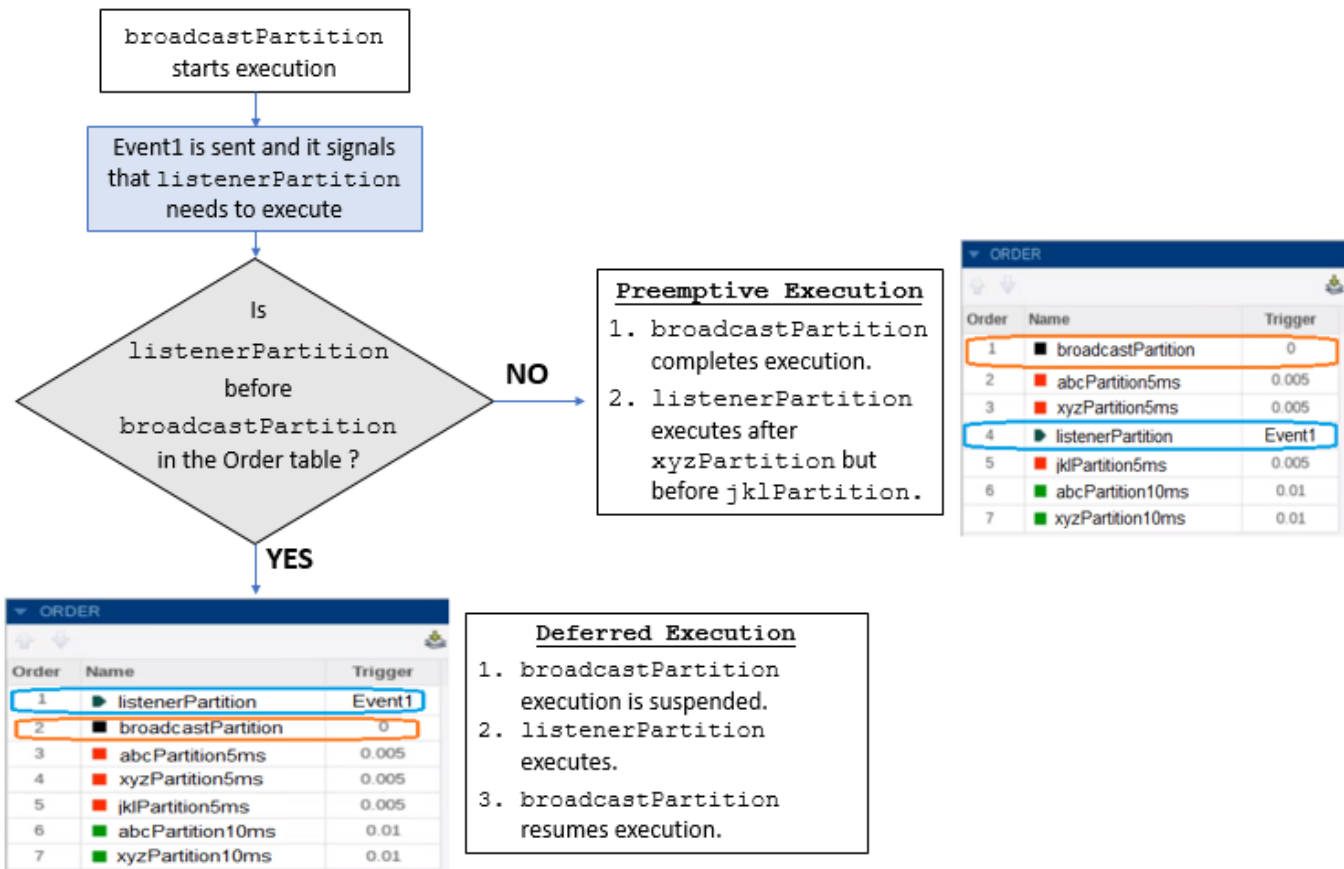 broadcastPartition
starts execution
Event1 is sent and it signals
that listenerPartition
needs to execute
Is
listenerPartition
before
broadcastPartition
in the Order table ?
NO
YES
Preemptive Execution
1. broadcastPartition
completes execution.
2. listenerPartition
executes after
xyzPartition but
before jklPartition.
ORDER
Order Name Trigger
1 broadcastPartition 0
2 abcPartition5ms 0.005
3 xyzPartition5ms 0.005
4 listenerPartition Event1
5 jklPartition5ms 0.005
6 abcPartition10ms 0.01
7 xyzPartition10ms 0.01
ORDER
Order Name Trigger
1 listenerPartition Event1
2 broadcastPartition 0
3 abcPartition5ms 0.005
4 xyzPartition5ms 0.005
5 jklPartition5ms 0.005
6 abcPartition10ms 0.01
7 xyzPartition10ms 0.01
Deferred Execution
1. broadcastPartition
execution is suspended.
2. listenerPartition
executes.
3. broadcastPartition
resumes execution.